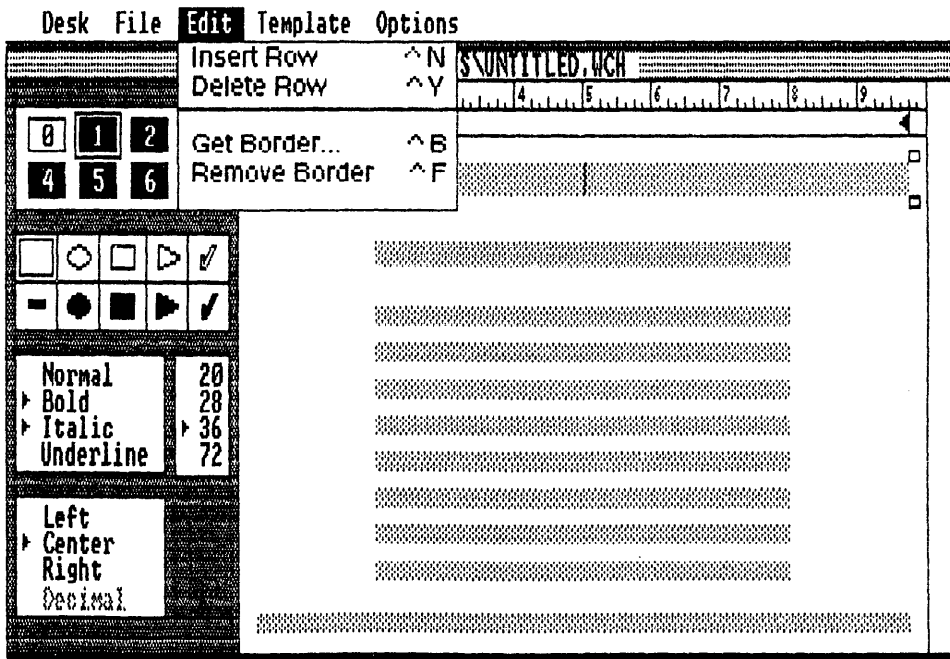 Desk File Edit Template Options
Insert Row ^N
Delete Row ^Y
Get Border... ^B
Remove Border ^F
S\UNTITLED.WCH
4 5 6 7 8 9
0 1 2
4 5 6
Normal
Bold
Italic
Underline
20
28
36
72
Left
Center
Right
Decimal